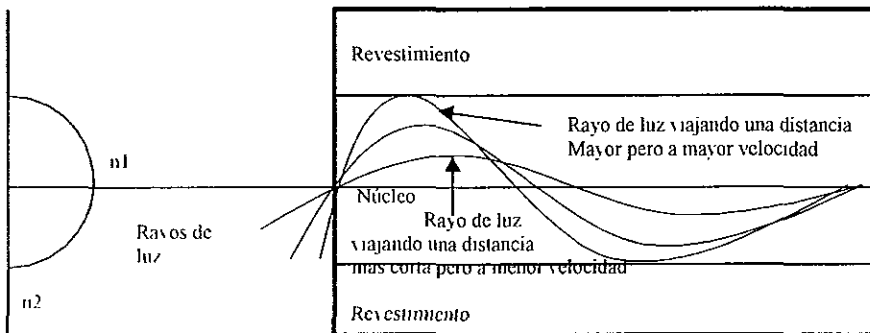 Revestimiento
Rayo de luz viajando una distancia
Mayor pero a mayor velocidad
n1
Núcleo
Rayo de luz
viajando una distancia
mas corta pero a menor velocidad
Rayos de
luz
n2
Revestimiento